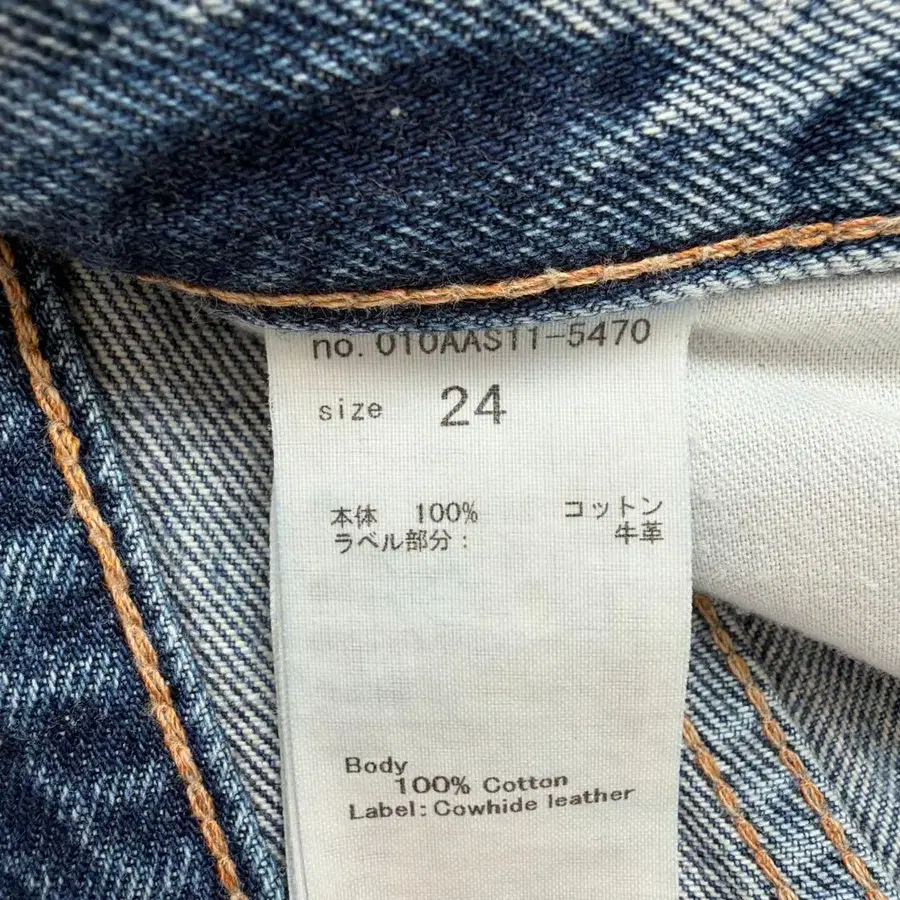 no. 010AAS11-5470
size 24
本体 100% コットン
ラベル部分: 牛革
Body
100% Cotton
Label: Cowhide leather